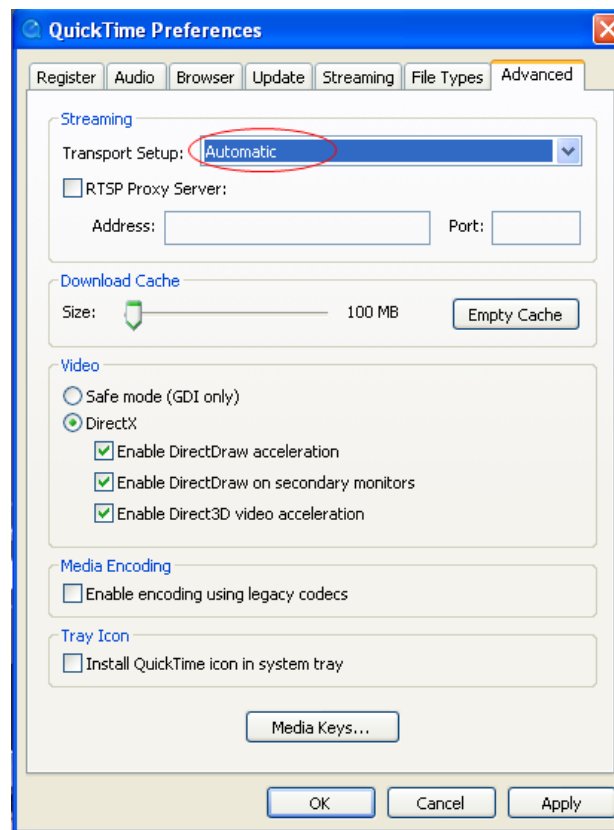 QuickTime Preferences
Register Audio Browser Update Streaming File Types Advanced
Streaming
Transport Setup: Automatic
RTSP Proxy Server:
Address: Port:
Download Cache
Size: 100 MB Empty Cache
Video
Safe mode (GDI only)
DirectX
Enable DirectDraw acceleration
Enable DirectDraw on secondary monitors
Enable Direct3D video acceleration
Media Encoding
Enable encoding using legacy codecs
Tray Icon
Install QuickTime icon in system tray
Media Keys...
OK Cancel Apply